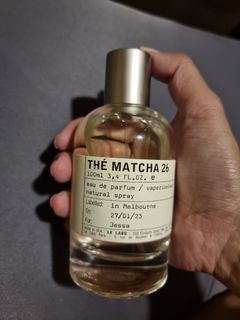 THÉ MATCHA 26
100ml 3,4 fl.oz. e
eau de parfum / vaporisateur
natural spray
Labelled: in Melbourne
On: 27/01/23
For: Jessa
LE LABO